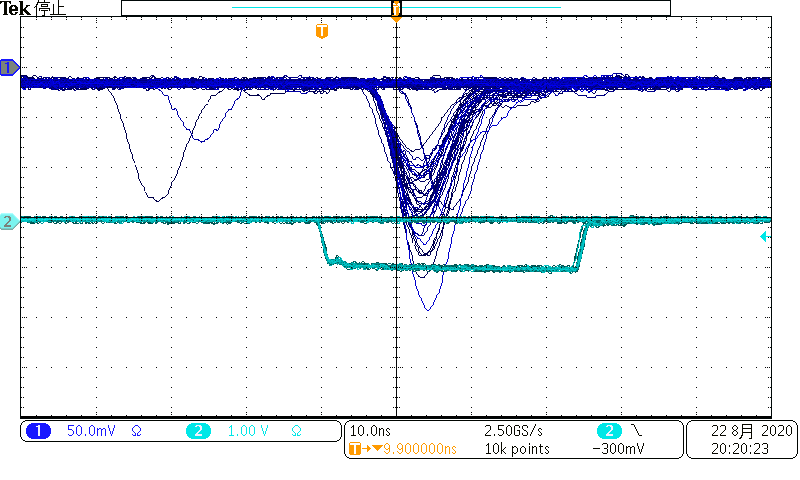 Tek 停止
T
T
1
2
1 50.0mV Ω 2 1.00 V Ω 10.0ns 2.50GS/s 2 22 8月 2020
T→▼9.900000ns 10k points −300mV 20:20:23